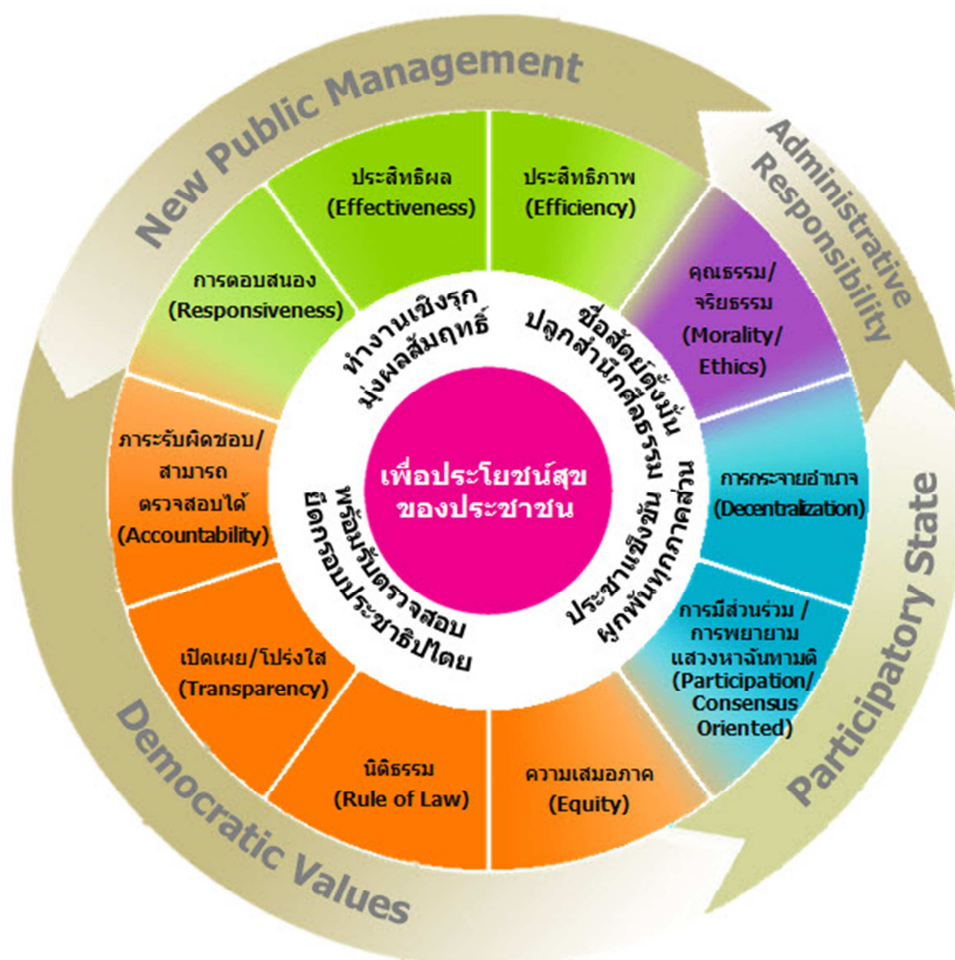 New Public Management
Administrative
Responsibility
Participatory State
Democratic Values
ประสิทธิผล
(Effectiveness)
ประสิทธิภาพ
(Efficiency)
คุณธรรม/
จริยธรรม
(Morality/
Ethics)
การกระจายอำนาจ
(Decentralization)
การมีส่วนร่วม /
การพยายาม
แสวงหาฉันทามติ
(Participation/
Consensus
Oriented)
ความเสมอภาค
(Equity)
นิติธรรม
(Rule of Law)
เปิดเผย/โปร่งใส
(Transparency)
ภาระรับผิดชอบ/
สามารถ
ตรวจสอบได้
(Accountability)
การตอบสนอง
(Responsiveness)
ทำงานเชิงรุก
มุ่งผลสัมฤทธิ์
ซื่อสัตย์ตั้งมั่น
ปลูกสำนึกศีลธรรม
ประชาแข็งขัน
ผูกพันทุกภาคส่วน
พร้อมรับตรวจสอบ
ยึดกรอบประชาธิปไตย
เพื่อประโยชน์สุข
ของประชาชน